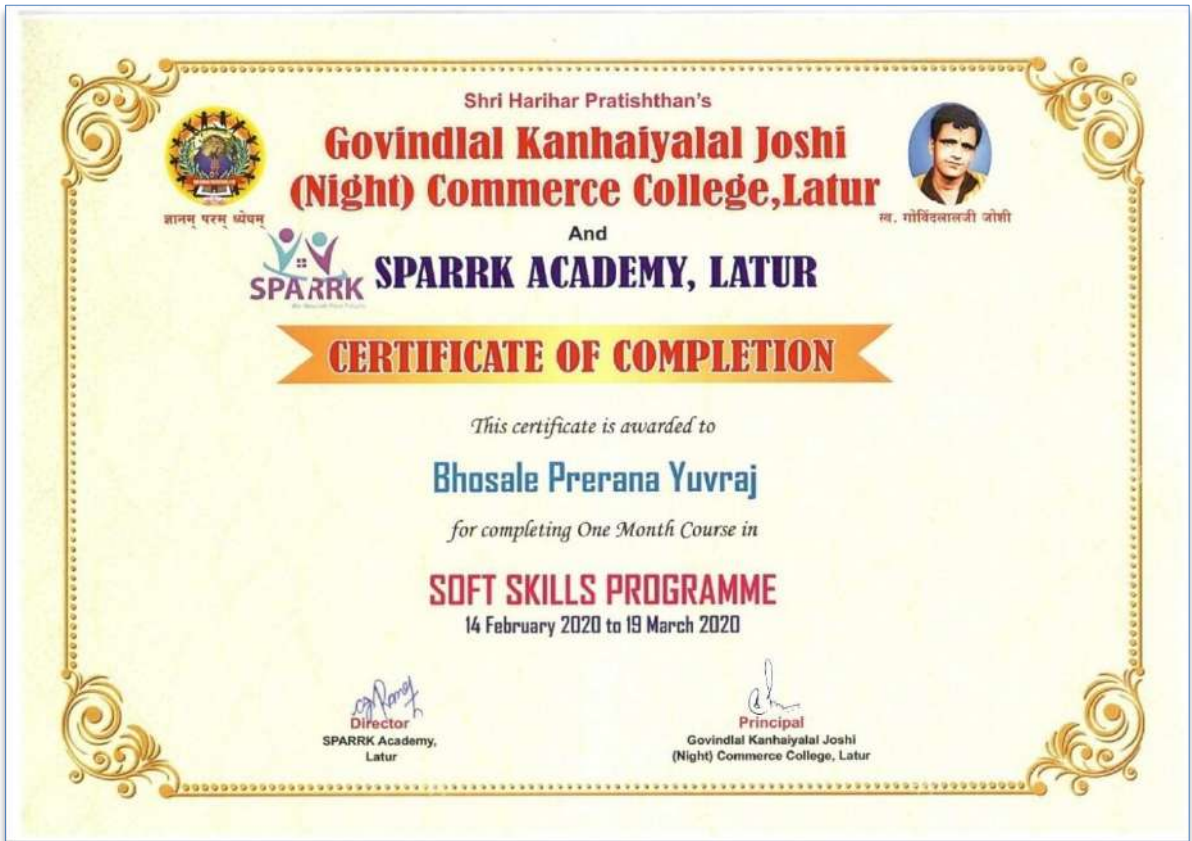 Shri Harihar Pratishthan's
Govindlal Kanhaiyalal Joshi
(Night) Commerce College,Latur
ज्ञानम् परम् ध्येयम्
स्व. गोविंदलालजी जोशी
And
SPARRK
SPARRK ACADEMY, LATUR
CERTIFICATE OF COMPLETION
This certificate is awarded to
Bhosale Prerana Yuvraj
for completing One Month Course in
SOFT SKILLS PROGRAMME
14 February 2020 to 19 March 2020
Director
SPARRK Academy,
Latur
Principal
Govindlal Kanhaiyalal Joshi
(Night) Commerce College, Latur